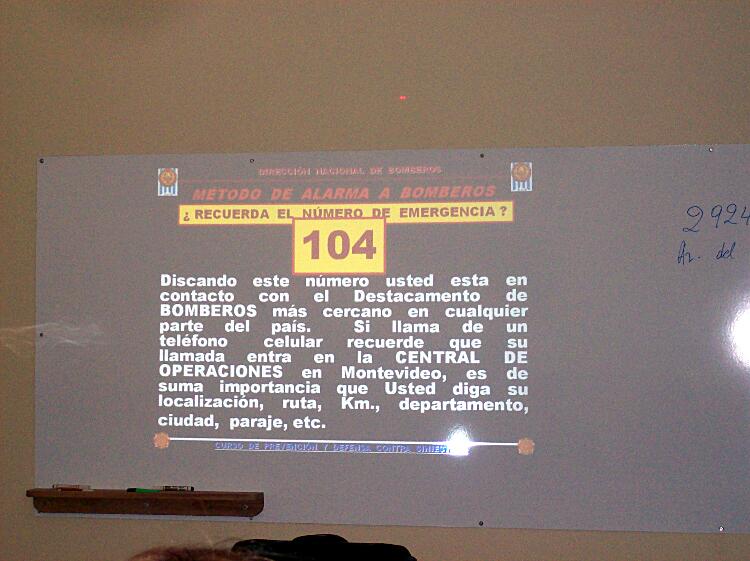 DIRECCIÓN NACIONAL DE BOMBEROS
METODO DE ALARMA A BOMBEROS
¿ RECUERDA EL NÚMERO DE EMERGENCIA ?
104
Discando este número usted esta en
contacto con el Destacamento de
BOMBEROS más cercano en cualquier
parte del país. Si llama de un
teléfono celular recuerde que su
llamada entra en la CENTRAL DE
OPERACIONES en Montevideo, es de
suma importancia que Usted diga su
localización, ruta, Km., departamento,
ciudad, paraje, etc.
CURSO DE PREVENCIÓN Y DEFENSA CONTRA
2924
Av. del